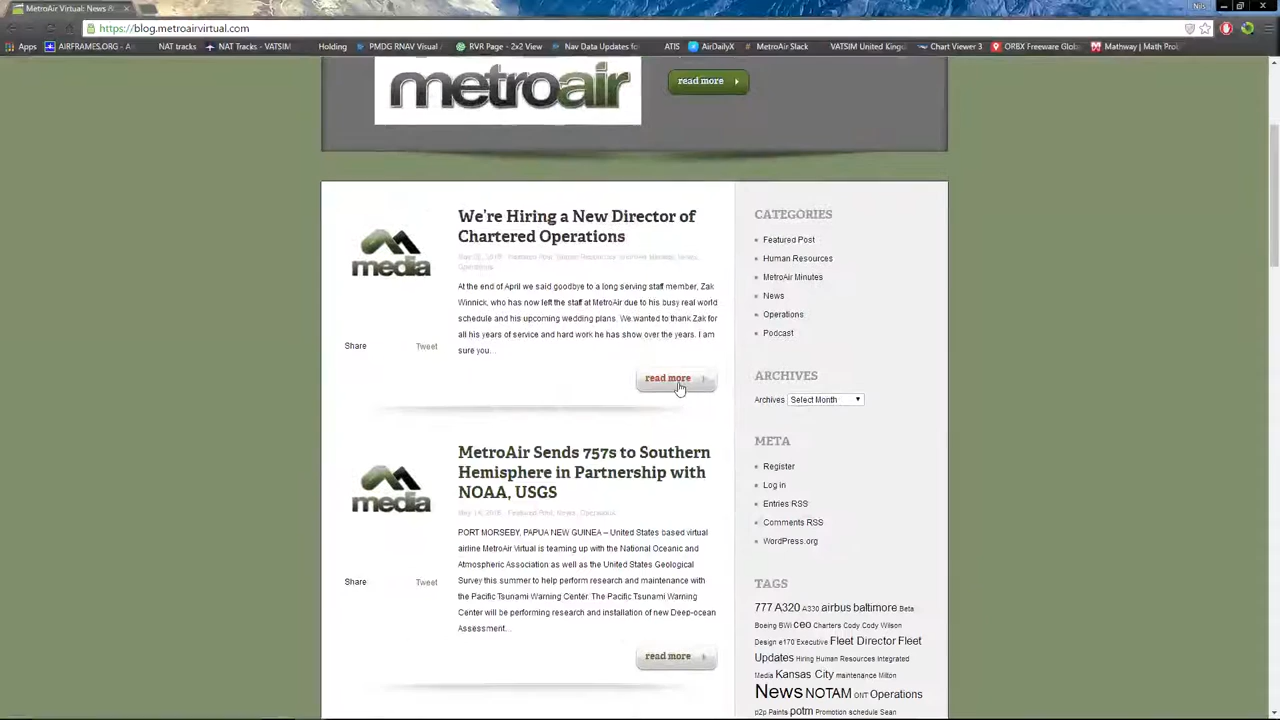 MetroAir Virtual: News &
Nils
https://blog.metroairvirtual.com
Apps
AIRFRAMES.ORG - A
NAT tracks
NAT Tracks - VATSIM
Holding
PMDG RNAV Visual
RVR Page - 2x2 View
Nav Data Updates for
ATIS
AirDailyX
MetroAir Slack
VATSIM United King
Chart Viewer 3
ORBX Freeware Glob
Mathway | Math Pro
metroair
read more
We're Hiring a New Director of
Chartered Operations
Operations
media
At the end of April we said goodbye to a long serving staff member, Zak
Winnick, who has now left the staff at MetroAir due to his busy real world
schedule and his upcoming wedding plans. We wanted to thank Zak for
all his years of service and hard work he has show over the years. I am
sure you...
Share
Tweet
read more
MetroAir Sends 757s to Southern
Hemisphere in Partnership with
NOAA, USGS
Featured Post, News, Operations
media
PORT MORSEBY, PAPUA NEW GUINEA – United States based virtual
airline MetroAir Virtual is teaming up with the National Oceanic and
Atmospheric Association as well as the United States Geological
Survey this summer to help perform research and maintenance with
the Pacific Tsunami Warning Center. The Pacific Tsunami Warning
Center will be performing research and installation of new Deep-ocean
Assessment...
Share
Tweet
read more
CATEGORIES
Featured Post
Human Resources
MetroAir Minutes
News
Operations
Podcast
ARCHIVES
Archives Select Month
META
Register
Log in
Entries RSS
Comments RSS
WordPress.org
TAGS
777 A320 A330 airbus baltimore Beta
Boeing BWI ceo Charters Cody Cody Wilson
Design e170 Executive Fleet Director Fleet
Updates Hiring Human Resources Integrated
Media Kansas City maintenance Milton
News NOTAM ONT Operations
p2p Paints potm Promotion schedule Sean